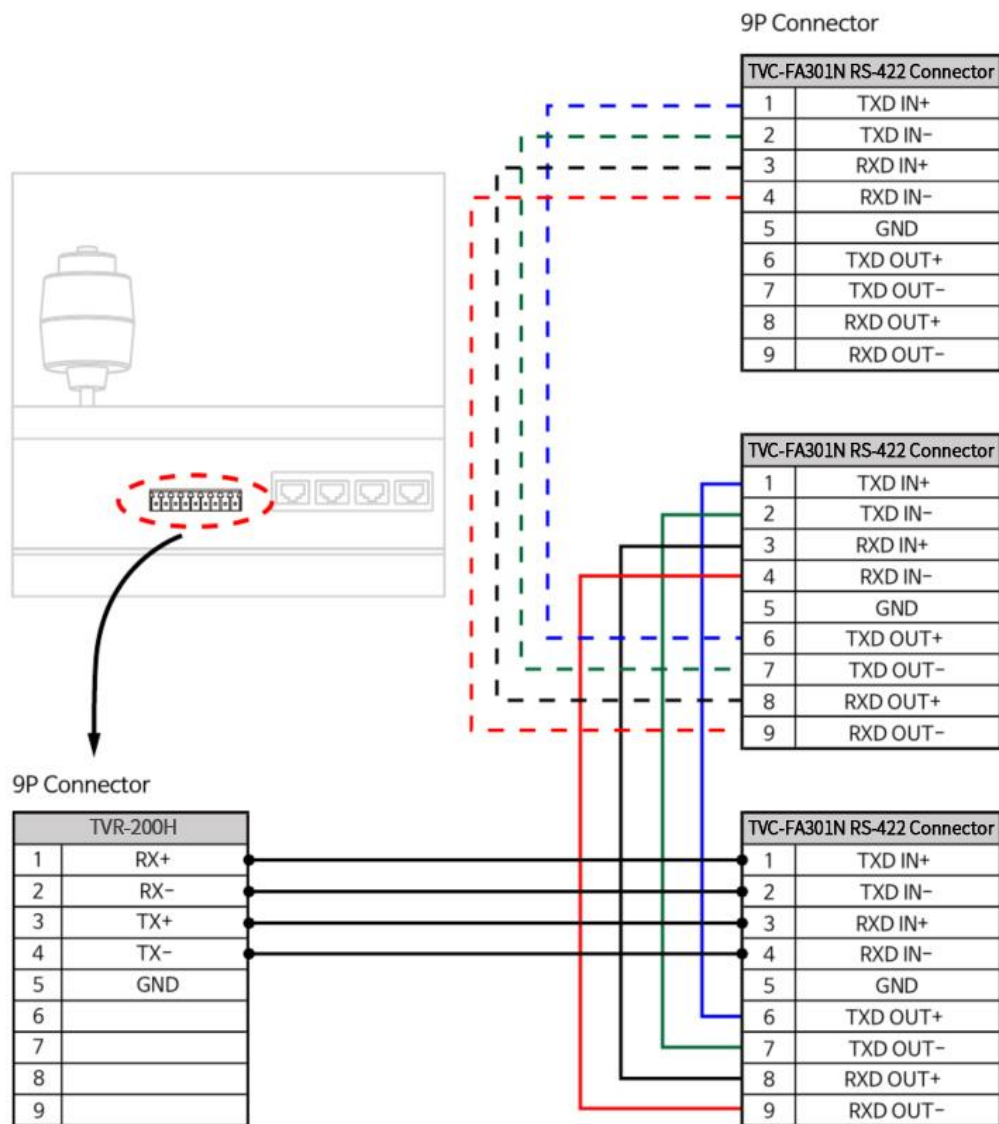 9P Connector
TVC-FA301N RS-422 Connector
1 TXD IN+
2 TXD IN-
3 RXD IN+
4 RXD IN-
5 GND
6 TXD OUT+
7 TXD OUT-
8 RXD OUT+
9 RXD OUT-
TVC-FA301N RS-422 Connector
1 TXD IN+
2 TXD IN-
3 RXD IN+
4 RXD IN-
5 GND
6 TXD OUT+
7 TXD OUT-
8 RXD OUT+
9 RXD OUT-
9P Connector
TVR-200H
1 RX+
2 RX-
3 TX+
4 TX-
5 GND
6
7
8
9
TVC-FA301N RS-422 Connector
1 TXD IN+
2 TXD IN-
3 RXD IN+
4 RXD IN-
5 GND
6 TXD OUT+
7 TXD OUT-
8 RXD OUT+
9 RXD OUT-